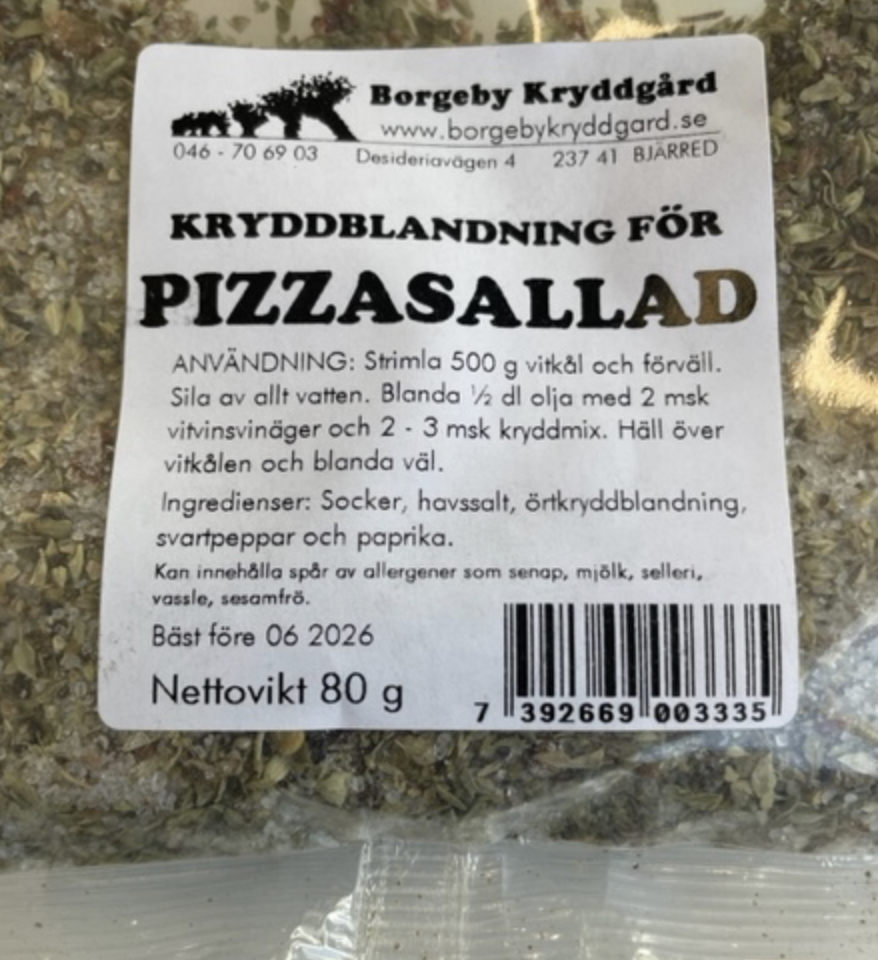 Borgeby Kryddgård
www.borgebykryddgard.se
046 - 70 69 03 Desideriavägen 4 237 41 BJÄRRED
KRYDDBLANDNING FÖR
PIZZASALLAD
ANVÄNDNING: Strimla 500 g vitkål och förväll.
Sila av allt vatten. Blanda ½ dl olja med 2 msk
vitvinsvinäger och 2 - 3 msk kryddmix. Häll över
vitkålen och blanda väl.
Ingredienser: Socker, havssalt, örtkryddblandning,
svartpeppar och paprika.
Kan innehålla spår av allergener som senap, mjölk, selleri,
vassle, sesamfrö.
Bäst före 06 2026
Nettovikt 80 g
7 392669 003335